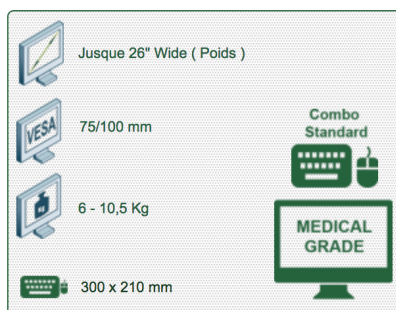 Jusque 26" Wide ( Poids )
VESA
75/100 mm
Combo
Standard
KG
6 - 10,5 Kg
MEDICAL
GRADE
300 x 210 mm